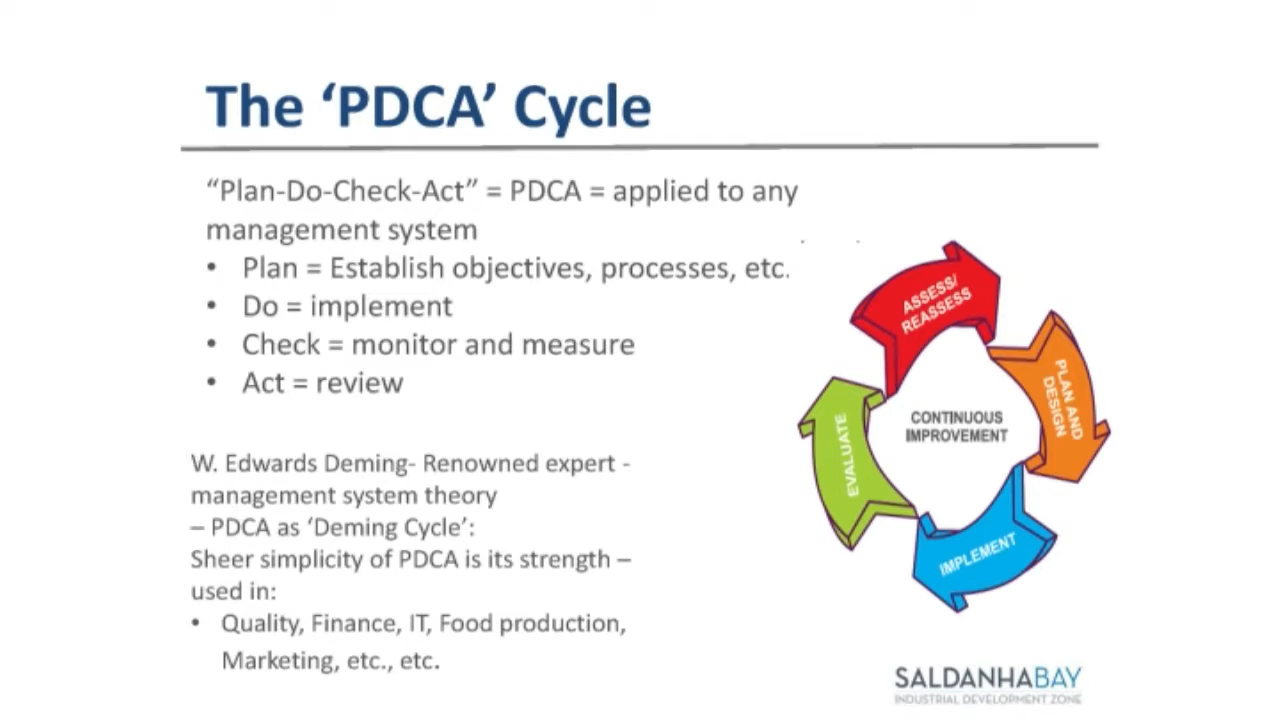 The ‘PDCA’ Cycle
“Plan-Do-Check-Act” = PDCA = applied to any
management system
• Plan = Establish objectives, processes, etc.
• Do = implement
• Check = monitor and measure
• Act = review
W. Edwards Deming- Renowned expert -
management system theory
– PDCA as ‘Deming Cycle’:
Sheer simplicity of PDCA is its strength –
used in:
• Quality, Finance, IT, Food production,
Marketing, etc., etc.
ASSESS/
REASSESS
PLAN AND
DESIGN
IMPLEMENT
EVALUATE
CONTINUOUS
IMPROVEMENT
SALDANHABAY
INDUSTRIAL DEVELOPMENT ZONE